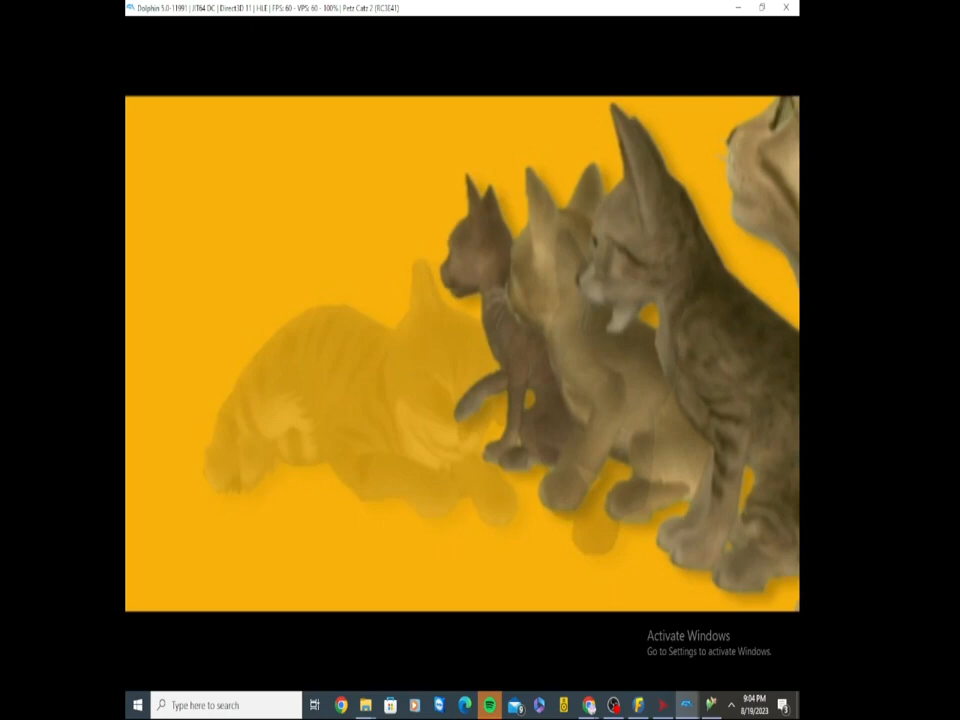 Dolphin 5.0-11991 | JIT64 DC | Direct3D 11 | HLE | FPS: 60 - VPS: 60 - 100% | Petz Catz 2 (RC3E41)
Activate Windows
Go to Settings to activate Windows.
Type here to search
9:04 PM
8/19/2023